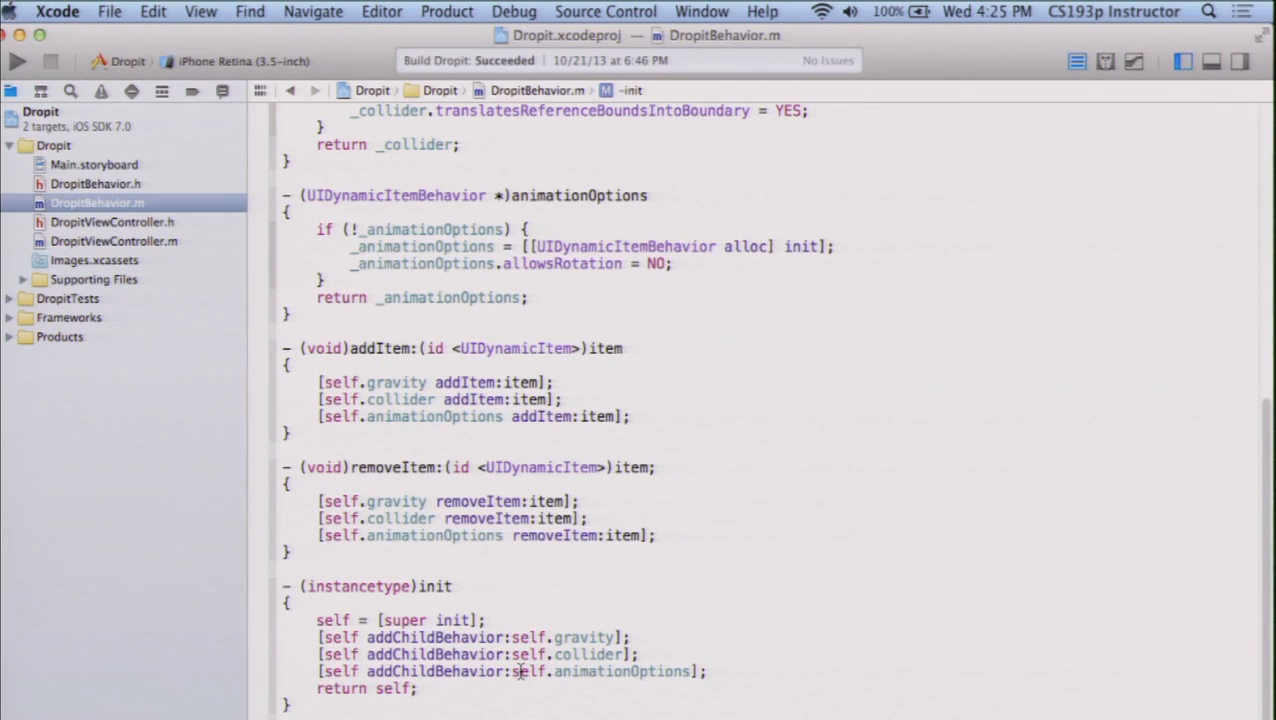 Xcode File Edit View Find Navigate Editor Product Debug Source Control Window Help 100% Wed 4:25 PM CS193p Instructor
Dropit.xcodeproj — DropitBehavior.m
Dropit iPhone Retina (3.5-inch) Build Dropit: Succeeded 10/21/13 at 6:46 PM No Issues
Dropit Dropit DropitBehavior.m M -init
Dropit
2 targets, iOS SDK 7.0
Dropit
Main.storyboard
h DropitBehavior.h
m DropitBehavior.m
h DropitViewController.h
m DropitViewController.m
Images.xcassets
Supporting Files
DropitTests
Frameworks
Products
_collider.translatesReferenceBoundsIntoBoundary = YES;
}
return _collider;
}
- (UIDynamicItemBehavior *)animationOptions
{
if (!_animationOptions) {
_animationOptions = [[UIDynamicItemBehavior alloc] init];
_animationOptions.allowsRotation = NO;
}
return _animationOptions;
}
- (void)addItem:(id <UIDynamicItem>)item
{
[self.gravity addItem:item];
[self.collider addItem:item];
[self.animationOptions addItem:item];
}
- (void)removeItem:(id <UIDynamicItem>)item;
{
[self.gravity removeItem:item];
[self.collider removeItem:item];
[self.animationOptions removeItem:item];
}
- (instancetype)init
{
self = [super init];
[self addChildBehavior:self.gravity];
[self addChildBehavior:self.collider];
[self addChildBehavior:self.animationOptions];
return self;
}